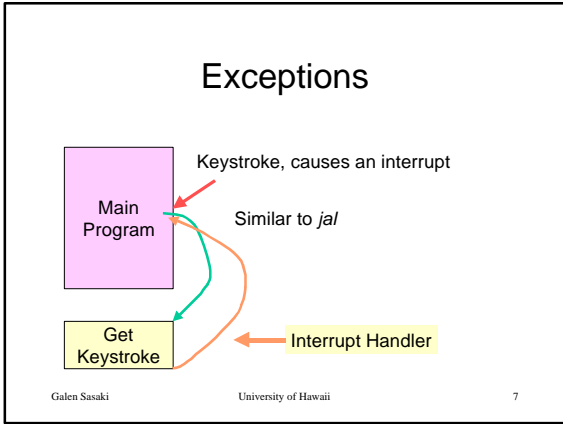 Exceptions
Keystroke, causes an interrupt
Main
Program
Similar to jal
Get
Keystroke
Interrupt Handler
Galen Sasaki
University of Hawaii
7